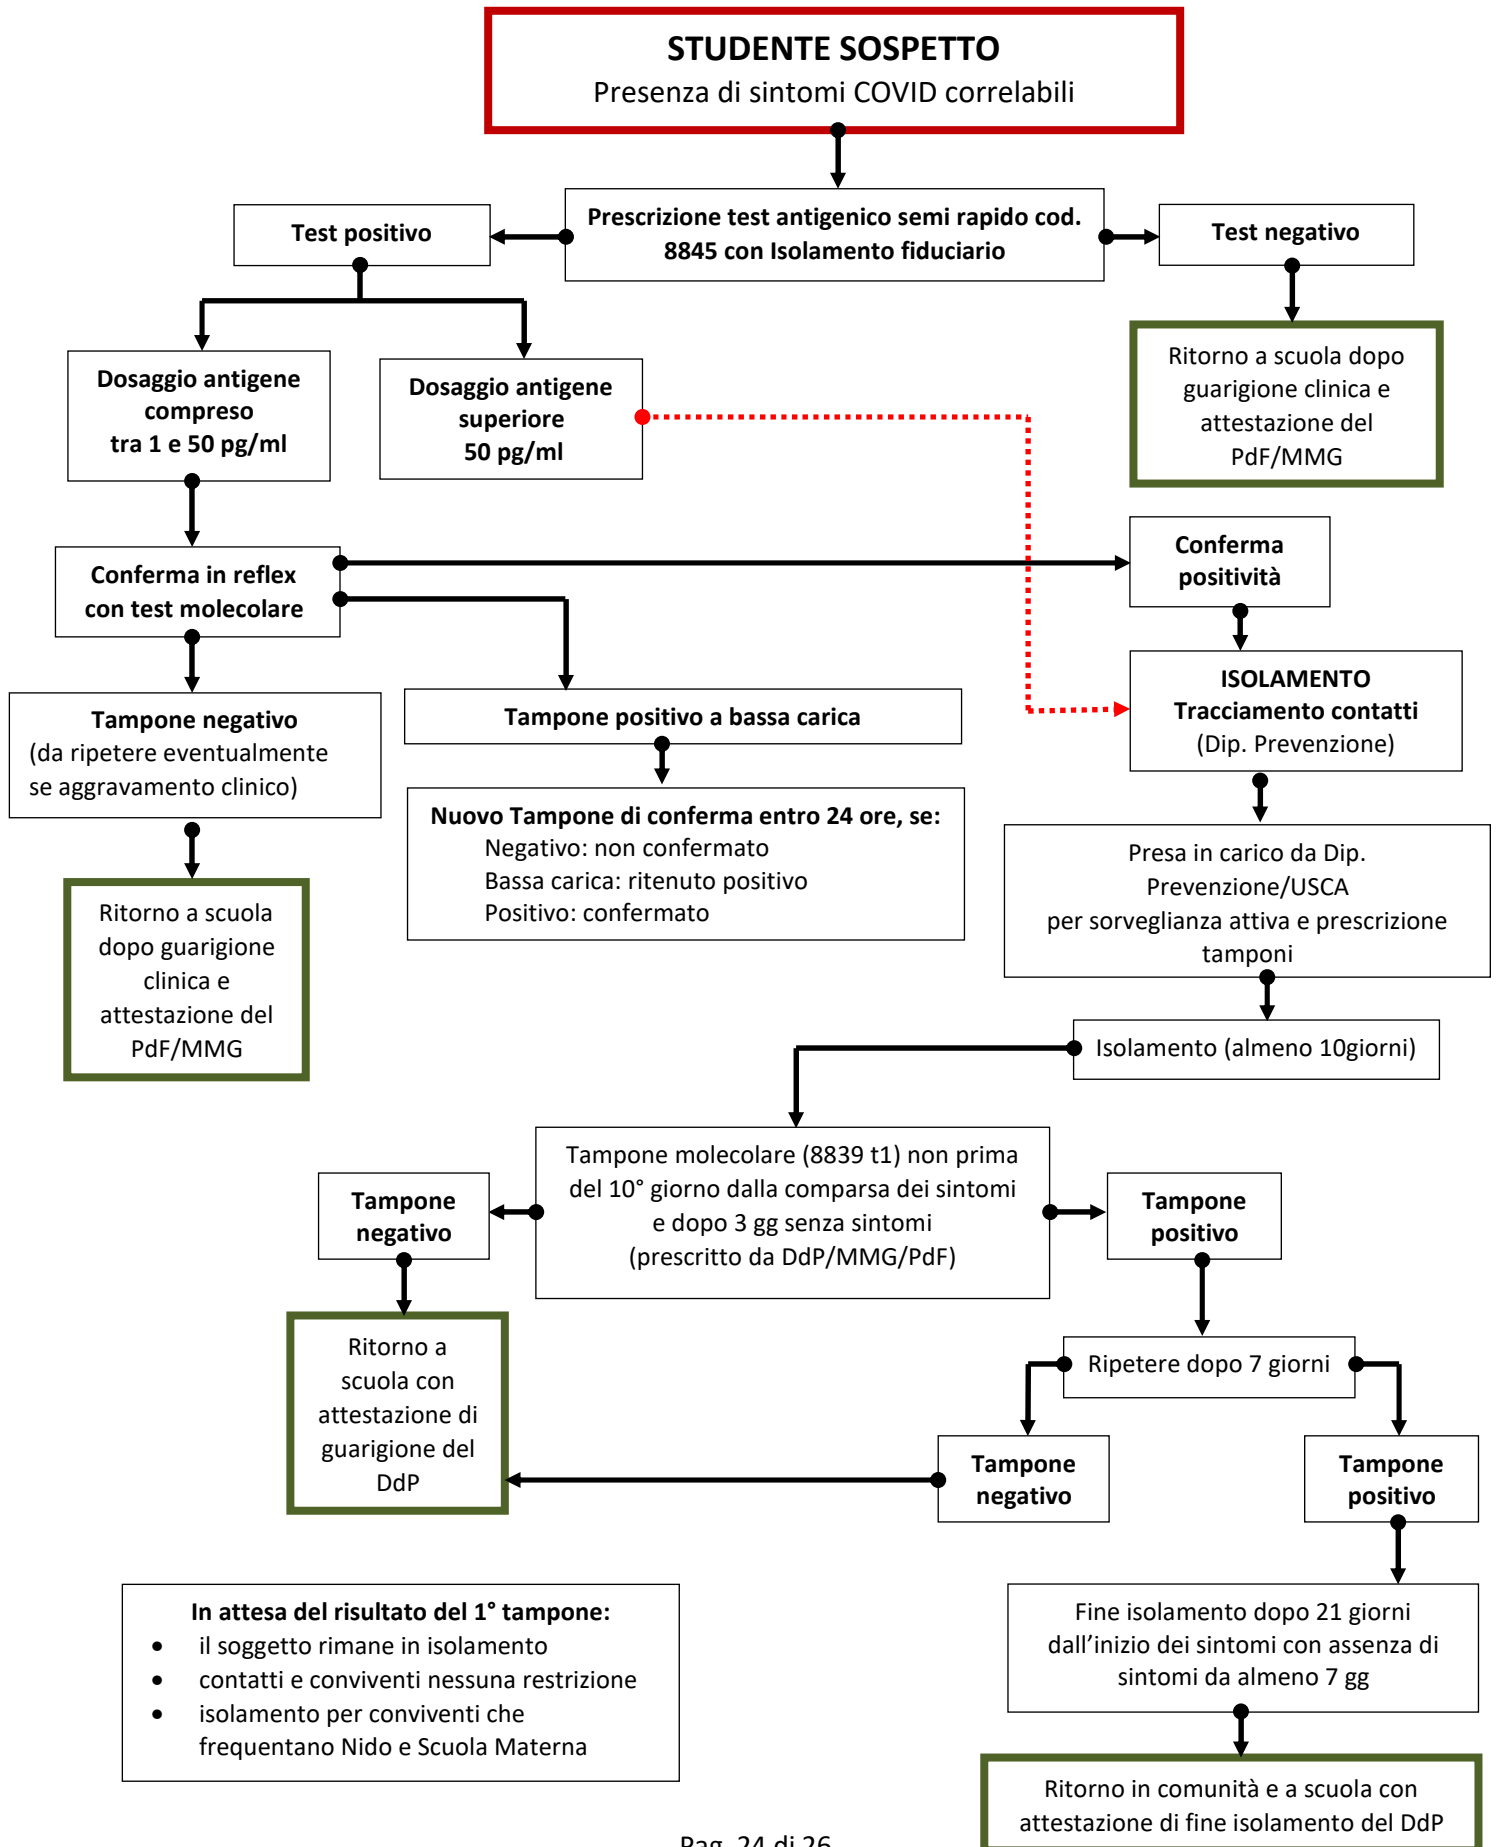 STUDENTE SOSPETTO
Presenza di sintomi COVID correlabili
Prescrizione test antigenico semi rapido cod.
8845 con Isolamento fiduciario
Test positivo
Test negativo
Ritorno a scuola dopo
guarigione clinica e
attestazione del
PdF/MMG
Dosaggio antigene
compreso
tra 1 e 50 pg/ml
Dosaggio antigene
superiore
50 pg/ml
Conferma in reflex
con test molecolare
Conferma
positività
ISOLAMENTO
Tracciamento contatti
(Dip. Prevenzione)
Tampone negativo
(da ripetere eventualmente
se aggravamento clinico)
Tampone positivo a bassa carica
Nuovo Tampone di conferma entro 24 ore, se:
Negativo: non confermato
Bassa carica: ritenuto positivo
Positivo: confermato
Presa in carico da Dip.
Prevenzione/USCA
per sorveglianza attiva e prescrizione
tamponi
Ritorno a scuola
dopo guarigione
clinica e
attestazione del
PdF/MMG
Isolamento (almeno 10giorni)
Tampone molecolare (8839 t1) non prima
del 10° giorno dalla comparsa dei sintomi
e dopo 3 gg senza sintomi
(prescritto da DdP/MMG/PdF)
Tampone
negativo
Tampone
positivo
Ritorno a
scuola con
attestazione di
guarigione del
DdP
Ripetere dopo 7 giorni
Tampone
negativo
Tampone
positivo
In attesa del risultato del 1° tampone:
• il soggetto rimane in isolamento
• contatti e conviventi nessuna restrizione
• isolamento per conviventi che
frequentano Nido e Scuola Materna
Fine isolamento dopo 21 giorni
dall'inizio dei sintomi con assenza di
sintomi da almeno 7 gg
Ritorno in comunità e a scuola con
attestazione di fine isolamento del DdP
Pag. 24 di 26